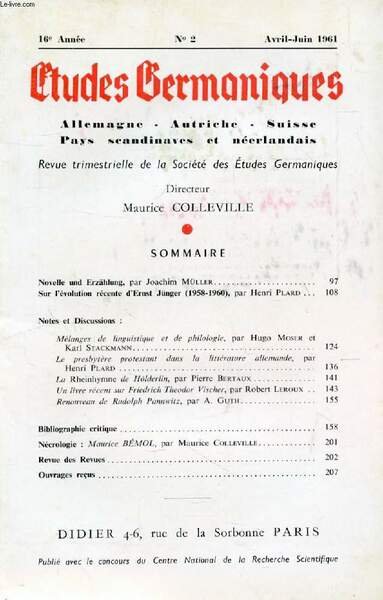 LIVRE-RARE-BOOK.com
16e Année No 2 Avril-Juin 1961
Etudes Germaniques
Allemagne - Autriche - Suisse
Pays scandinaves et néerlandais
Revue trimestrielle de la Société des Études Germaniques
Directeur
Maurice COLLEVILLE
SOMMAIRE
Novelle und Erzählung, par Joachim MÜLLER 97
Sur l'évolution récente d'Ernst Jünger (1958-1960), par Henri PLARD ... 108
Notes et Discussions :
Mélanges de linguistique et de philologie, par Hugo MOSER et
Karl STACKMANN 124
Le presbytère protestant dans la littérature allemande, par
Henri PLARD 136
La Rheinhymne de Hölderlin, par Pierre BERTAUX 141
Un livre récent sur Friedrich Theodor Vischer, par Robert LEROUX .. 143
Renouveau de Rudolph Pannwitz, par A. GUTH 155
Bibliographie critique 158
Nécrologie : Maurice BÉMOL, par Maurice COLLEVILLE 201
Revue des Revues 202
Ouvrages reçus 207
DIDIER 4-6, rue de la Sorbonne PARIS
Publié avec le concours du Centre National de la Recherche Scientifique